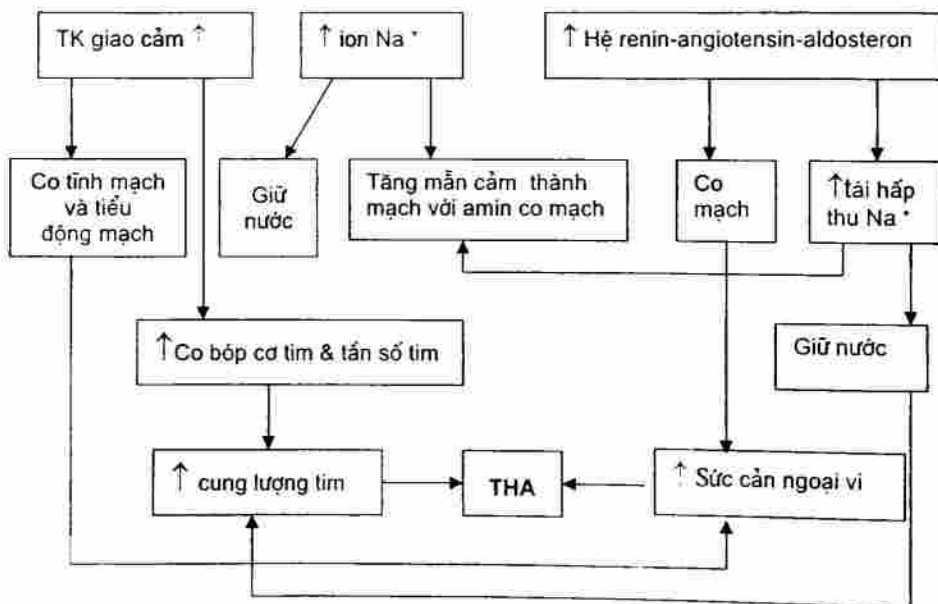 TK giao cảm ↑
↑ ion Na⁺
↑ Hệ renin-angiotensin-aldosteron
Co tĩnh mạch
và tiểu
động mạch
Giữ
nước
Tăng mẫn cảm thành
mạch với amin co mạch
Co
mạch
↑tái hấp
thu Na⁺
↑Co bóp cơ tim & tần số tim
Giữ nước
↑ cung lượng tim
THA
↑ Sức cản ngoại vi